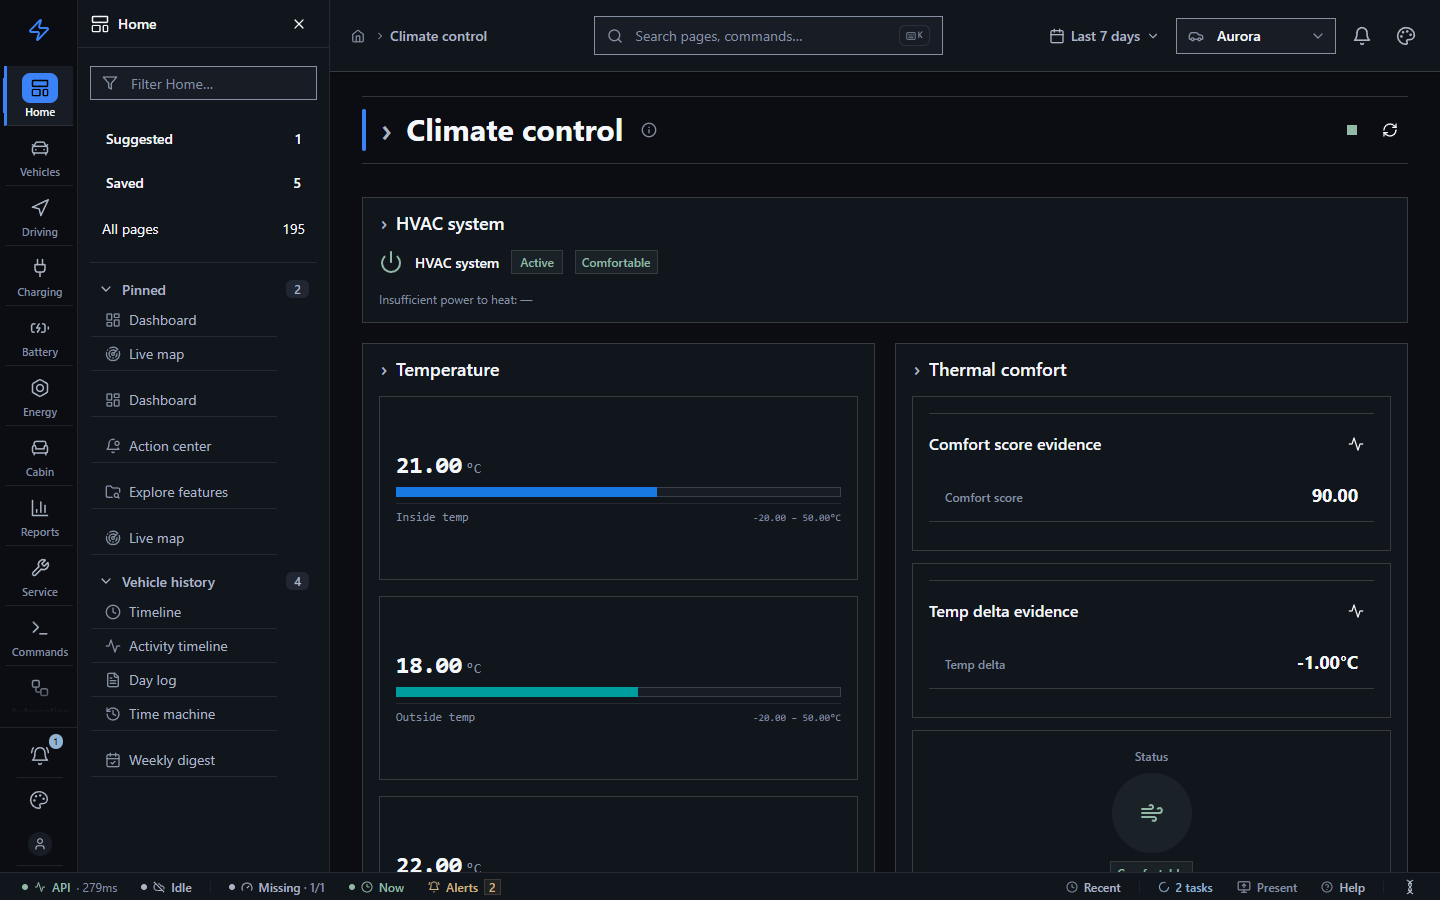 Home
Climate control
Search pages, commands...
K
Last 7 days
Aurora
Home
Vehicles
Driving
Charging
Battery
Energy
Cabin
Reports
Service
Commands
1
Filter Home...
Suggested 1
Saved 5
All pages 195
Pinned 2
Dashboard
Live map
Dashboard
Action center
Explore features
Live map
Vehicle history 4
Timeline
Activity timeline
Day log
Time machine
Weekly digest
Climate control
HVAC system
HVAC system Active Comfortable
Insufficient power to heat: —
Temperature
21.00 °C
Inside temp -20.00 – 50.00°C
18.00 °C
Outside temp -20.00 – 50.00°C
22.00 °C
Thermal comfort
Comfort score evidence
Comfort score 90.00
Temp delta evidence
Temp delta -1.00°C
Status
API · 279ms Idle Missing · 1/1 Now Alerts 2 Recent 2 tasks Present Help